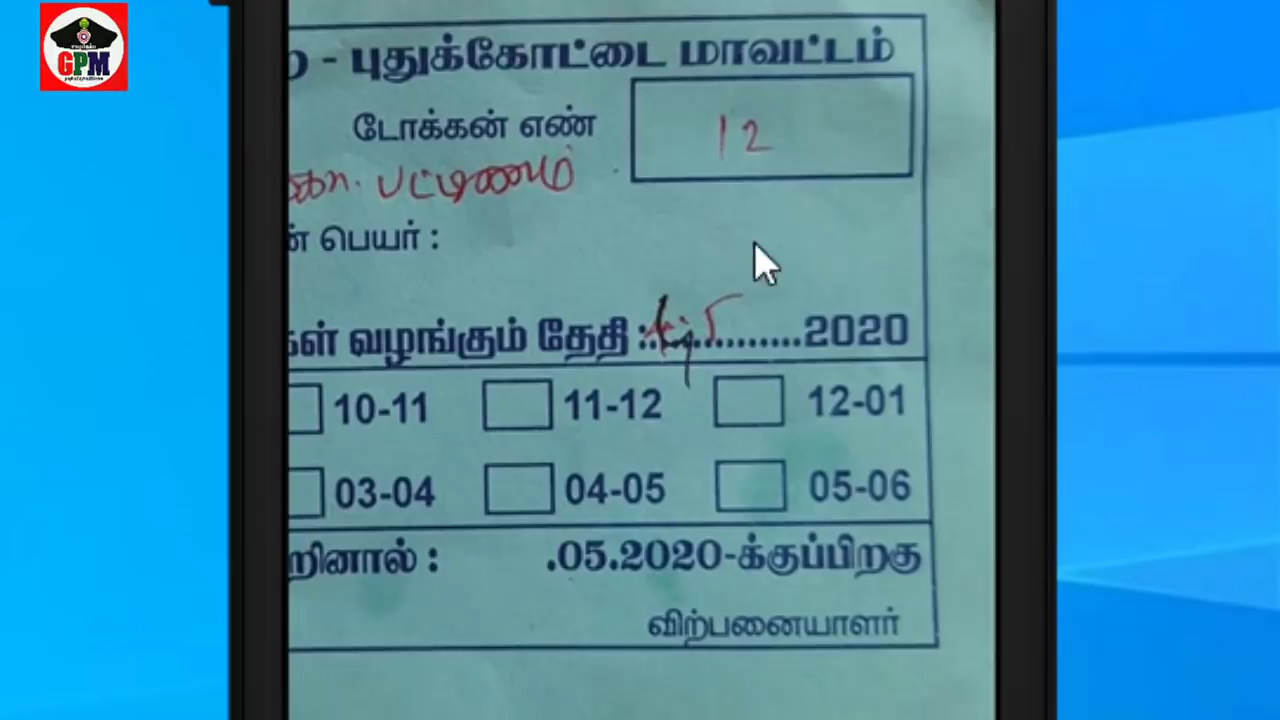 GPM
- புதுக்கோட்டை மாவட்டம்
டோக்கன் எண் 12
பட்டிணம்
ன் பெயர் :
கள் வழங்கும் தேதி :...........2020
10-11 11-12 12-01
03-04 04-05 05-06
றினால் : .05.2020-க்குப்பிறகு
விற்பனையாளர்